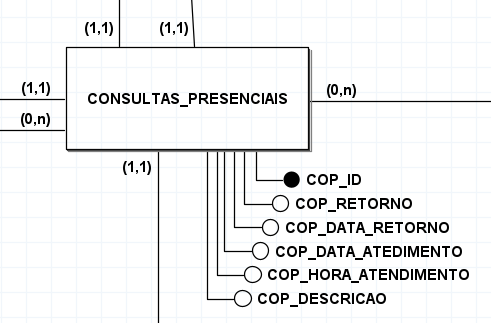 (1,1) (1,1)
(1,1)
(0,n)
CONSULTAS_PRESENCIAIS
(0,n)
(1,1)
COP_ID
COP_RETORNO
COP_DATA_RETORNO
COP_DATA_ATEDIMENTO
COP_HORA_ATENDIMENTO
COP_DESCRICAO